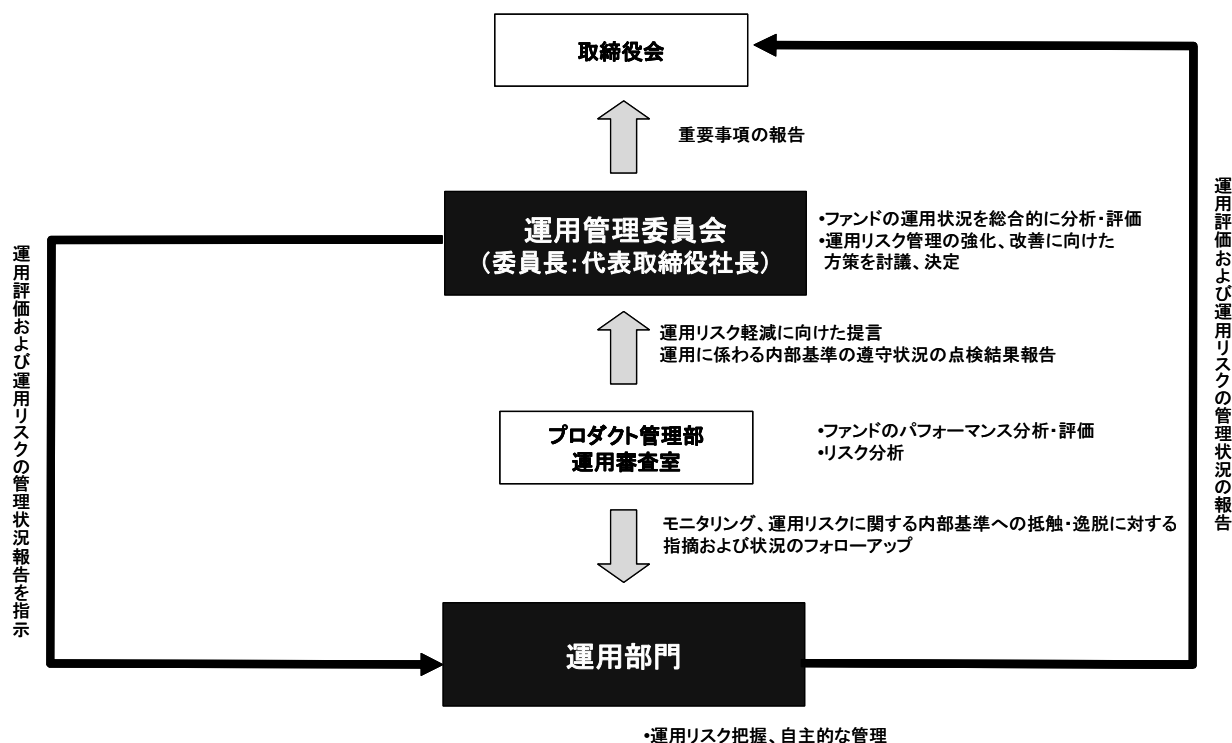 取締役会
重要事項の報告
運用管理委員会
(委員長:代表取締役社長)
•ファンドの運用状況を総合的に分析・評価
•運用リスク管理の強化、改善に向けた
方策を討議、決定
運用評価および運用リスクの管理状況報告を指示
運用評価および運用リスクの管理状況の報告
運用リスク軽減に向けた提言
運用に係わる内部基準の遵守状況の点検結果報告
プロダクト管理部
運用審査室
•ファンドのパフォーマンス分析・評価
•リスク分析
モニタリング、運用リスクに関する内部基準への抵触・逸脱に対する
指摘および状況のフォローアップ
運用部門
•運用リスク把握、自主的な管理